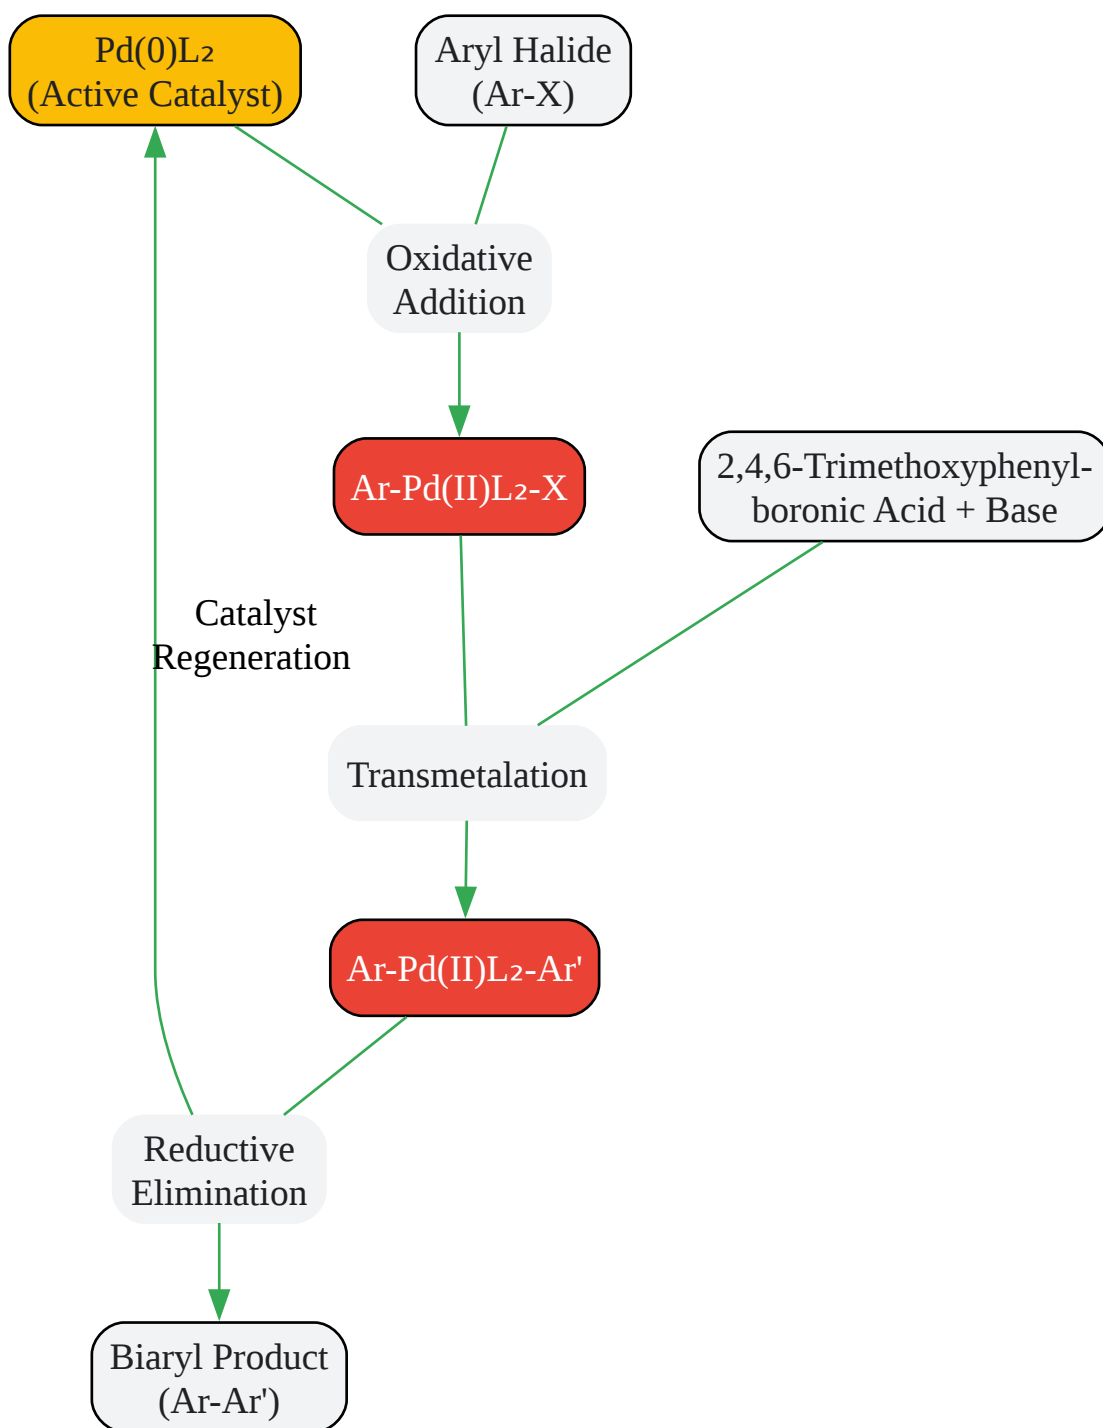 Pd(0)L₂
(Active Catalyst)
Aryl Halide
(Ar-X)
Oxidative
Addition
Ar-Pd(II)L₂-X
2,4,6-Trimethoxyphenyl-
boronic Acid + Base
Catalyst
Regeneration
Transmetalation
Ar-Pd(II)L₂-Ar'
Reductive
Elimination
Biaryl Product
(Ar-Ar')